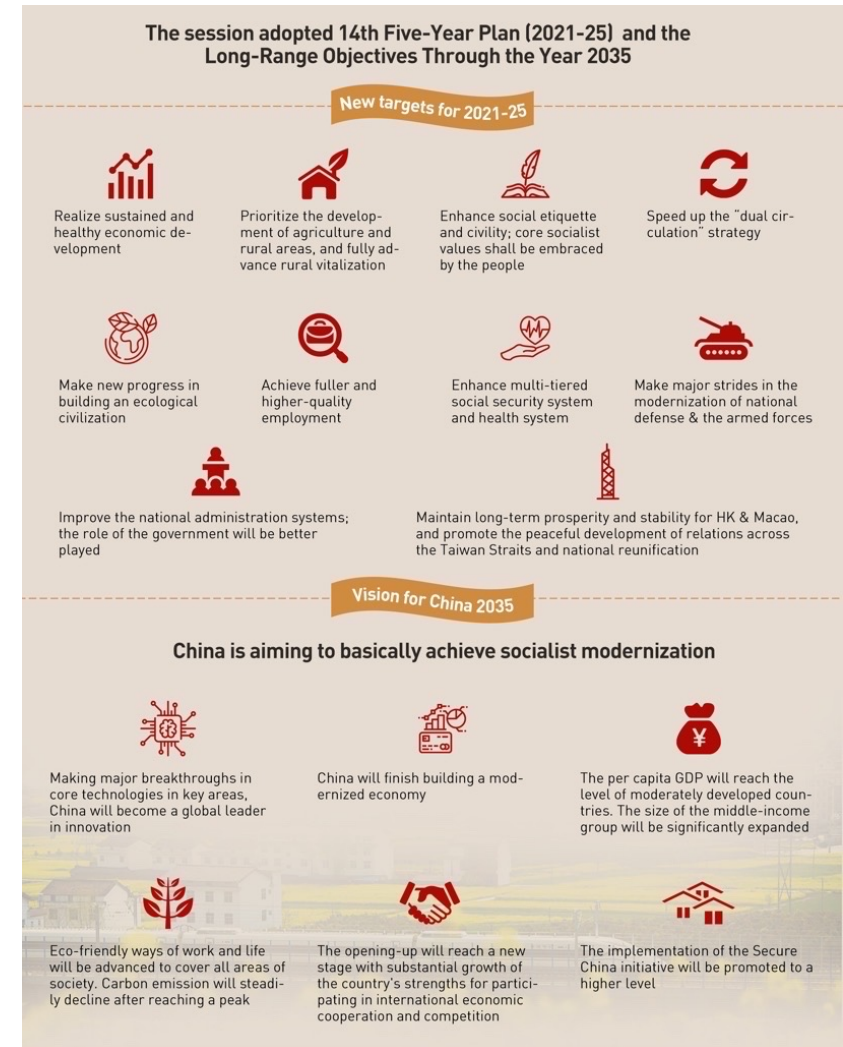 The session adopted 14th Five-Year Plan (2021-25) and the
Long-Range Objectives Through the Year 2035
New targets for 2021-25
Realize sustained and
healthy economic de-
velopment
Prioritize the develop-
ment of agriculture and
rural areas, and fully ad-
vance rural vitalization
Enhance social etiquette
and civility; core socialist
values shall be embraced
by the people
Speed up the "dual cir-
culation" strategy
Make new progress in
building an ecological
civilization
Achieve fuller and
higher-quality
employment
Enhance multi-tiered
social security system
and health system
Make major strides in the
modernization of national
defense & the armed forces
Improve the national administration systems;
the role of the government will be better
played
Maintain long-term prosperity and stability for HK & Macao,
and promote the peaceful development of relations across
the Taiwan Straits and national reunification
Vision for China 2035
China is aiming to basically achieve socialist modernization
Making major breakthroughs in
core technologies in key areas,
China will become a global leader
in innovation
China will finish building a mod-
ernized economy
¥
The per capita GDP will reach the
level of moderately developed coun-
tries. The size of the middle-income
group will be significantly expanded
Eco-friendly ways of work and life
will be advanced to cover all areas of
society. Carbon emission will steadi-
ly decline after reaching a peak
The opening-up will reach a new
stage with substantial growth of
the country's strengths for partici-
pating in international economic
cooperation and competition
The implementation of the Secure
China initiative will be promoted to a
higher level